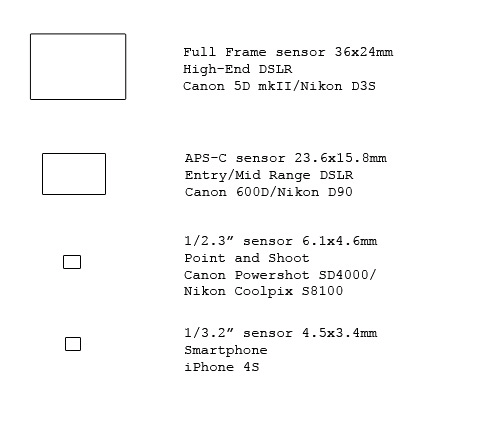 Full Frame sensor 36x24mm
High-End DSLR
Canon 5D mkII/Nikon D3S
APS-C sensor 23.6x15.8mm
Entry/Mid Range DSLR
Canon 600D/Nikon D90
1/2.3” sensor 6.1x4.6mm
Point and Shoot
Canon Powershot SD4000/
Nikon Coolpix S8100
1/3.2” sensor 4.5x3.4mm
Smartphone
iPhone 4S